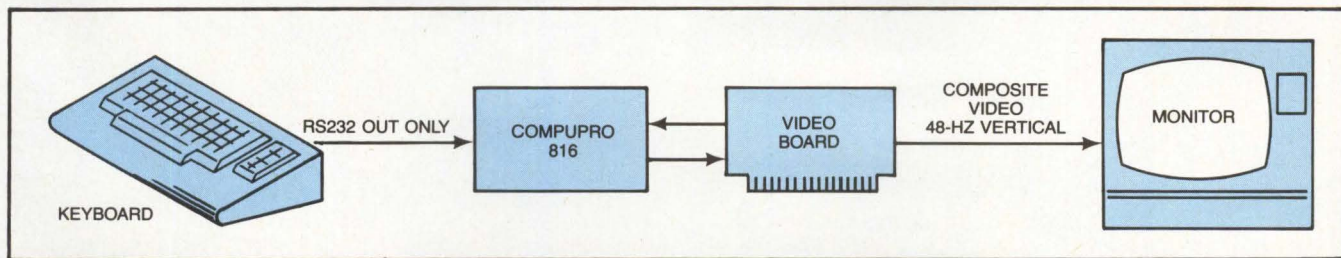 KEYBOARD
RS232 OUT ONLY
COMPUPRO
816
VIDEO
BOARD
COMPOSITE
VIDEO
48-HZ VERTICAL
MONITOR